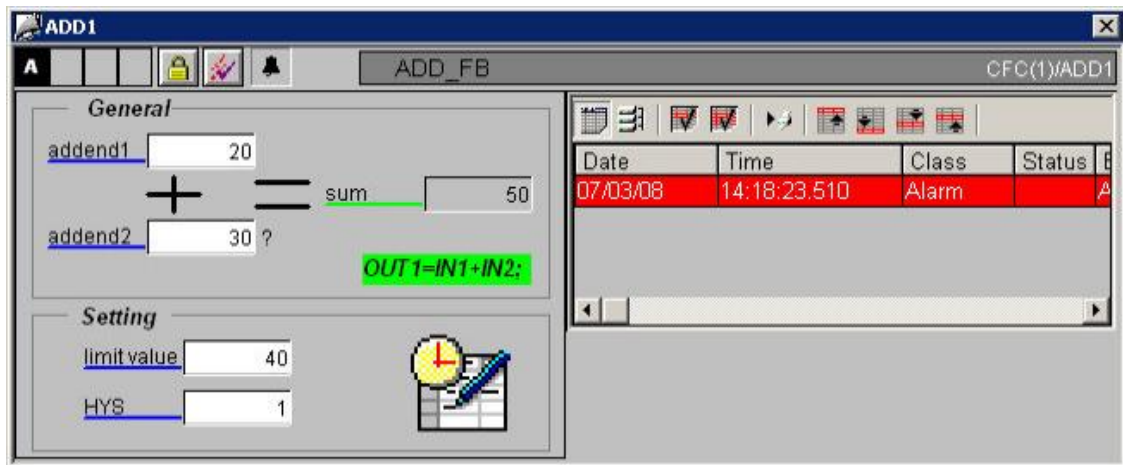 ADD1
A
ADD_FB
CFC(1)/ADD1
General
addend1 20
sum 50
addend2 30 ?
OUT1=IN1+IN2;
Setting
limit value 40
HYS 1
Date Time Class Status
07/03/08 14:18:23.510 Alarm